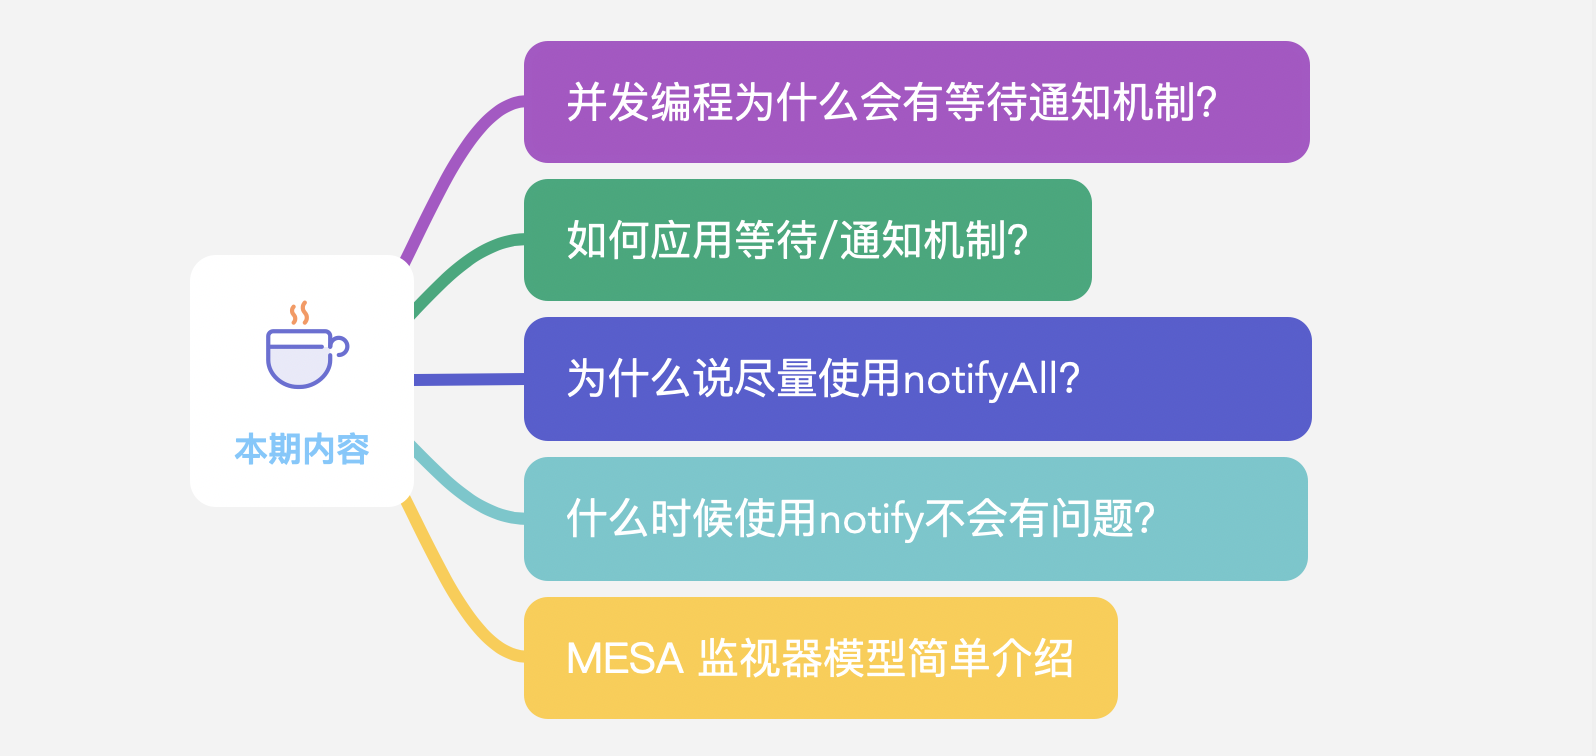 并发编程为什么会有等待通知机制?
如何应用等待/通知机制?
为什么说尽量使用notifyAll?
本期内容
什么时候使用notify不会有问题?
MESA 监视器模型简单介绍